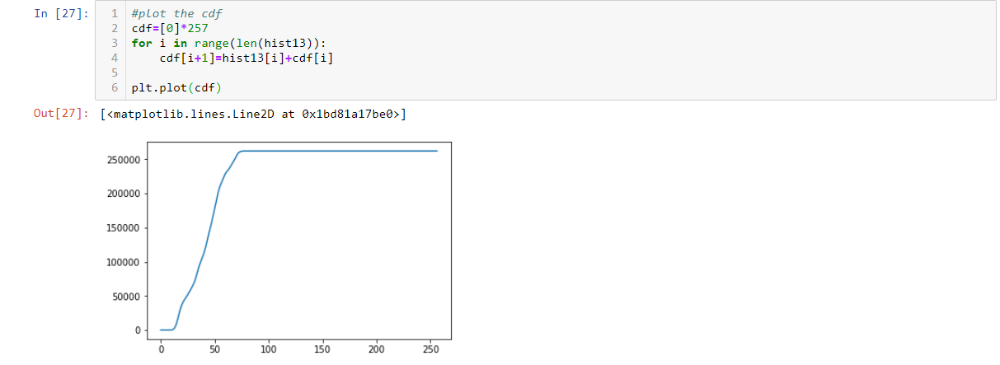 In [27]:
1 #plot the cdf
2 cdf=[0]*257
3 for i in range(len(hist13)):
4     cdf[i+1]=hist13[i]+cdf[i]
5
6 plt.plot(cdf)
Out[27]: [<matplotlib.lines.Line2D at 0x1bd81a17be0>]
250000
200000
150000
100000
50000
0
0 50 100 150 200 250